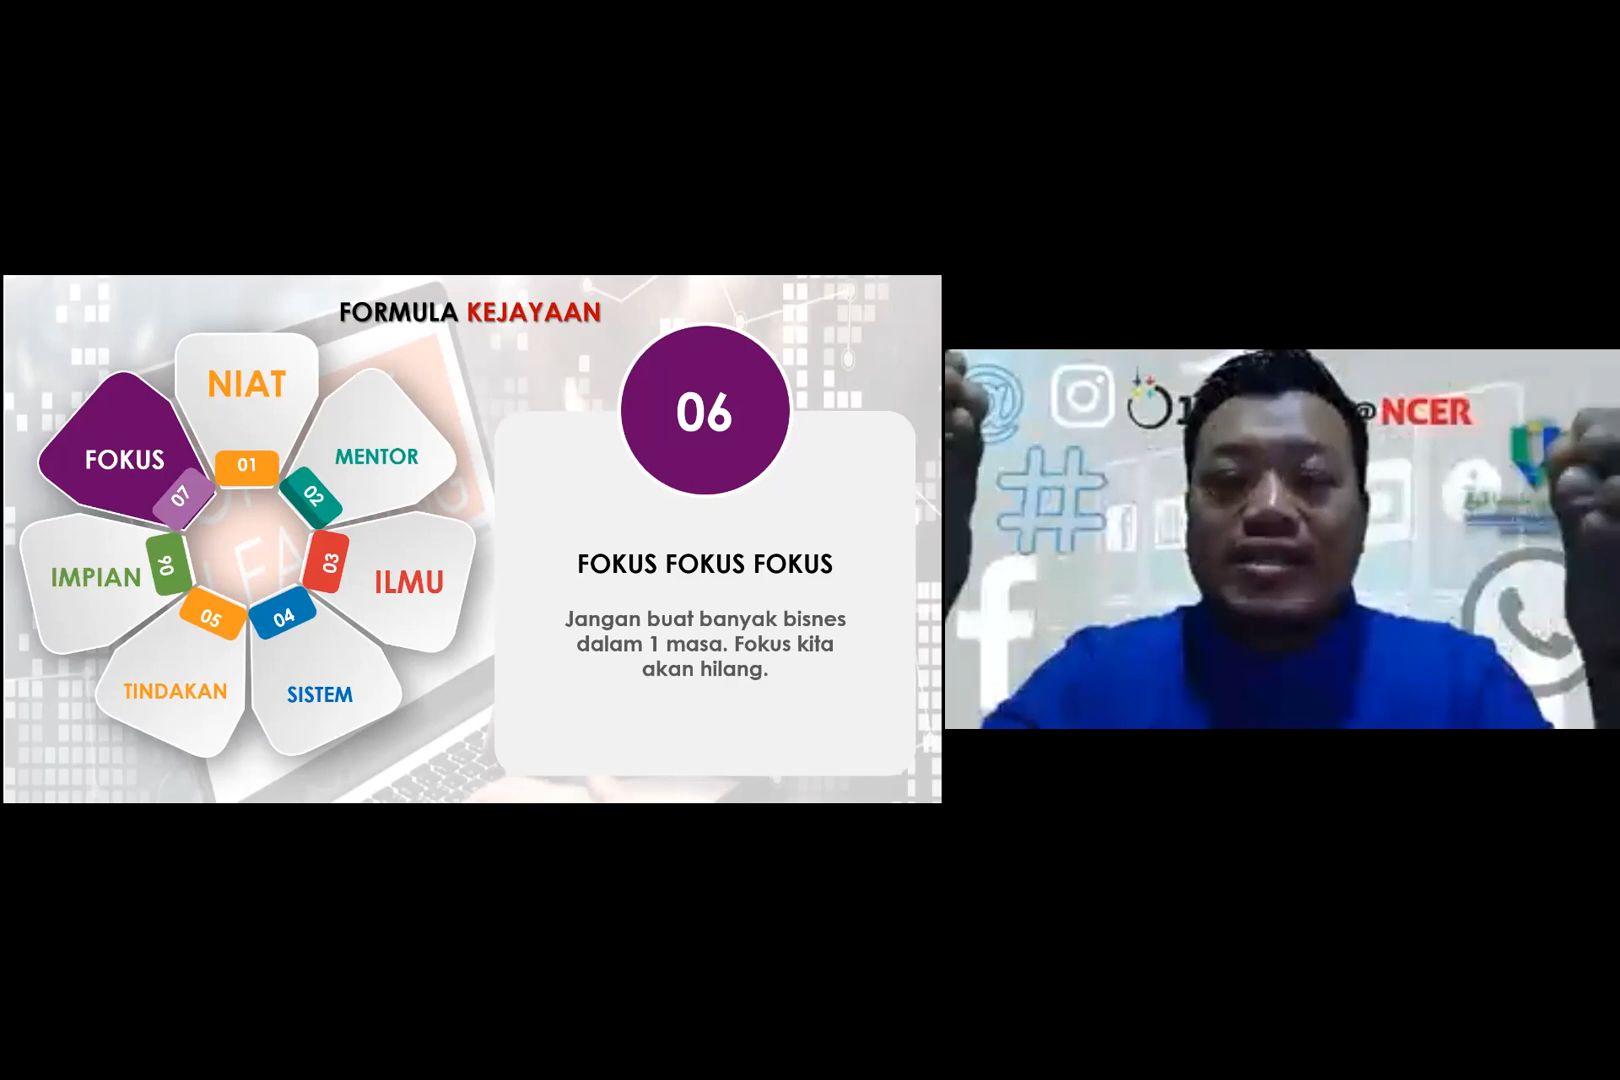 FORMULA KEJAYAAN
NIAT
01
MENTOR
02
ILMU
03
SISTEM
04
TINDAKAN
05
IMPIAN
06
FOKUS
07
06
FOKUS FOKUS FOKUS
Jangan buat banyak bisnes
dalam 1 masa. Fokus kita
akan hilang.
@NCER
#